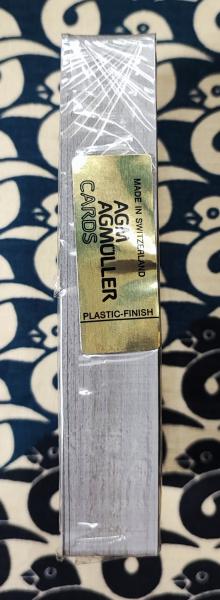 MADE IN SWITZERLAND
AGM
AGMÜLLER
CARDS
PLASTIC-FINISH